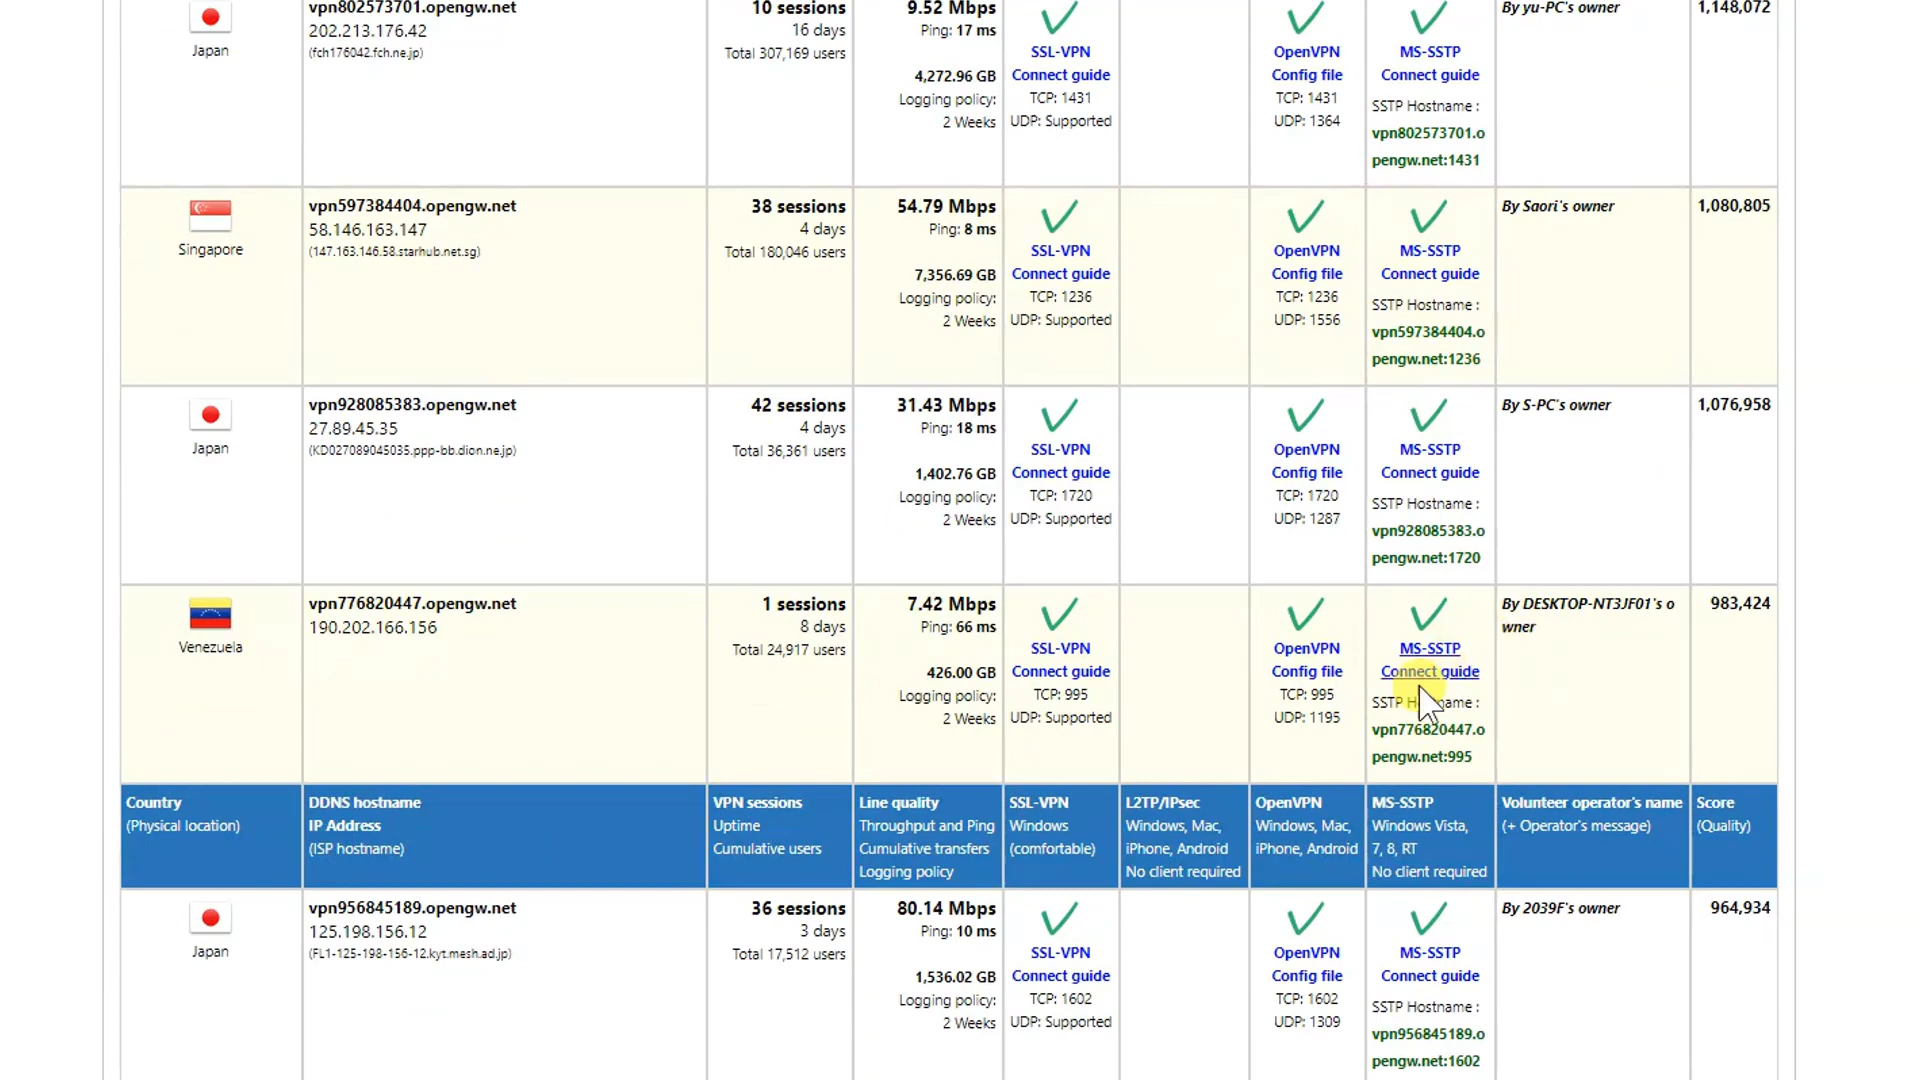 vpn802573701.opengw.net
202.213.176.42
(fch176042.fch.ne.jp)
Japan
10 sessions
16 days
Total 307,169 users
9.52 Mbps
Ping: 17 ms
4,272.96 GB
Logging policy:
2 Weeks
SSL-VPN
Connect guide
TCP: 1431
UDP: Supported
OpenVPN
Config file
TCP: 1431
UDP: 1364
MS-SSTP
Connect guide
SSTP Hostname :
vpn802573701.o
pengw.net:1431
By yu-PC's owner
1,148,072
Singapore
vpn597384404.opengw.net
58.146.163.147
(147.163.146.58.starhub.net.sg)
38 sessions
4 days
Total 180,046 users
54.79 Mbps
Ping: 8 ms
7,356.69 GB
Logging policy:
2 Weeks
SSL-VPN
Connect guide
TCP: 1236
UDP: Supported
OpenVPN
Config file
TCP: 1236
UDP: 1556
MS-SSTP
Connect guide
SSTP Hostname :
vpn597384404.o
pengw.net:1236
By Saori's owner
1,080,805
Japan
vpn928085383.opengw.net
27.89.45.35
(KD027089045035.ppp-bb.dion.ne.jp)
42 sessions
4 days
Total 36,361 users
31.43 Mbps
Ping: 18 ms
1,402.76 GB
Logging policy:
2 Weeks
SSL-VPN
Connect guide
TCP: 1720
UDP: Supported
OpenVPN
Config file
TCP: 1720
UDP: 1287
MS-SSTP
Connect guide
SSTP Hostname :
vpn928085383.o
pengw.net:1720
By S-PC's owner
1,076,958
Venezuela
vpn776820447.opengw.net
190.202.166.156
1 sessions
8 days
Total 24,917 users
7.42 Mbps
Ping: 66 ms
426.00 GB
Logging policy:
2 Weeks
SSL-VPN
Connect guide
TCP: 995
UDP: Supported
OpenVPN
Config file
TCP: 995
UDP: 1195
MS-SSTP
Connect guide
SSTP Hostname :
vpn776820447.o
pengw.net:995
By DESKTOP-NT3JF01's o
wner
983,424
Country
(Physical location)
DDNS hostname
IP Address
(ISP hostname)
VPN sessions
Uptime
Cumulative users
Line quality
Throughput and Ping
Cumulative transfers
Logging policy
SSL-VPN
Windows
(comfortable)
L2TP/IPsec
Windows, Mac,
iPhone, Android
No client required
OpenVPN
Windows, Mac,
iPhone, Android
MS-SSTP
Windows Vista,
7, 8, RT
No client required
Volunteer operator's name
(+ Operator's message)
Score
(Quality)
Japan
vpn956845189.opengw.net
125.198.156.12
(FL1-125-198-156-12.kyt.mesh.ad.jp)
36 sessions
3 days
Total 17,512 users
80.14 Mbps
Ping: 10 ms
1,536.02 GB
Logging policy:
2 Weeks
SSL-VPN
Connect guide
TCP: 1602
UDP: Supported
OpenVPN
Config file
TCP: 1602
UDP: 1309
MS-SSTP
Connect guide
SSTP Hostname :
vpn956845189.o
pengw.net:1602
By 2039F's owner
964,934